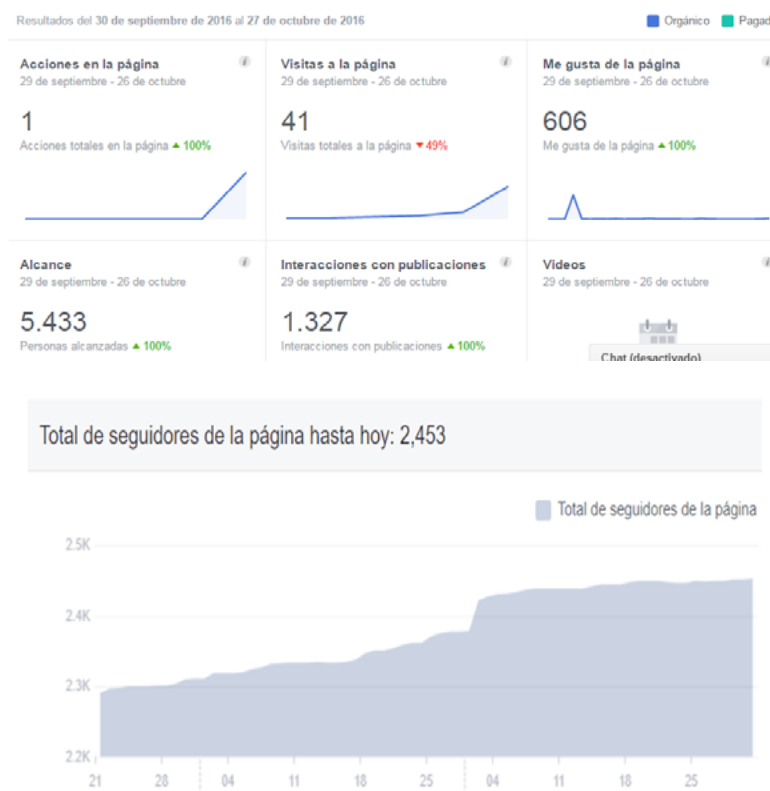 Resultados del 30 de septiembre de 2016 al 27 de octubre de 2016
Orgánico Pagad
Acciones en la página
29 de septiembre - 26 de octubre
1
Acciones totales en la página ▲ 100%
Visitas a la página
29 de septiembre - 26 de octubre
41
Visitas totales a la página ▼ 49%
Me gusta de la página
29 de septiembre - 26 de octubre
606
Me gusta de la página ▲ 100%
Alcance
29 de septiembre - 26 de octubre
5.433
Personas alcanzadas ▲ 100%
Interacciones con publicaciones
29 de septiembre - 26 de octubre
1.327
Interacciones con publicaciones ▲ 100%
Videos
29 de septiembre - 26 de octubre
Chat (desactivado)
Total de seguidores de la página hasta hoy: 2,453
Total de seguidores de la página
2.5K
2.4K
2.3K
2.2K
21 28 04 11 18 25 04 11 18 25